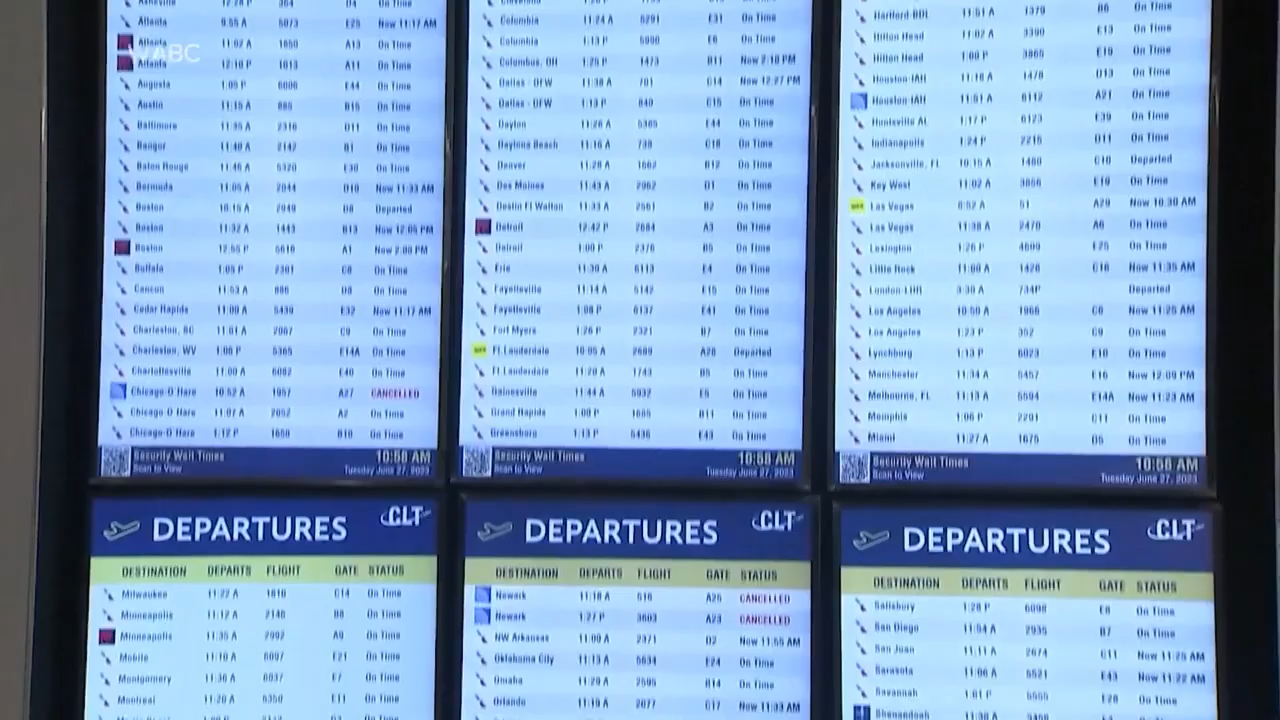 WABC
Atlanta 9:55 A 5073 E25 Now 11:17 AM
Atlanta 11:02 A 1850 A13 On Time
Atlanta 12:10 P 1013 A11 On Time
Augusta 1:09 P E44 On Time
Austin 11:15 A 885 B15 On Time
Baltimore 11:35 A 2316 D11 On Time
Bangor 11:40 A 2142 B1 On Time
Baton Rouge 11:46 A 5320 E30 On Time
Bermuda 11:05 A 2044 D10 Now 11:33 AM
Boston 10:15 A 2040 D8 Departed
Boston 11:32 A 1443 B13 Now 12:05 PM
Boston 12:55 P 5616 A1 Now 2:00 PM
Buffalo 1:05 P 2301 C8 On Time
Cancun 11:53 A 886 D8 On Time
Cedar Rapids 11:00 A 5439 E32 Now 11:17 AM
Charleston, SC 11:01 A 2067 C9 On Time
Charleston, WV 1:06 P 5365 E14A On Time
Charlottesville 11:00 A 6082 E40 On Time
Chicago-O'Hare 10:52 A 1957 A27 CANCELLED
Chicago-O'Hare 11:07 A 2052 A2 On Time
Chicago-O'Hare 1:12 P 1650 B10 On Time
Security Wait Times 10:58 AM
Scan to View Tuesday June 27, 2023
Columbia 11:24 A 5291 E31 On Time
Columbia 1:13 P E6 On Time
Columbus, OH 1:25 P 1473 B11 Now 2:10 PM
Dallas - DFW 11:38 A 701 C14 Now 12:27 PM
Dallas - DFW 1:13 P 840 C15 On Time
Dayton 11:26 A 5385 E44 On Time
Daytona Beach 11:16 A 738 C18 On Time
Denver 11:28 A 1662 B12 On Time
Des Moines 11:43 A 2962 D1 On Time
Destin Ft Walton 11:33 A 2561 B2 On Time
Detroit 12:42 P 2684 A3 On Time
Detroit 1:00 P 2376 B5 On Time
Erie 11:30 A 6113 E4 On Time
Fayetteville 11:14 A 5142 E15 On Time
Fayetteville 1:08 P 6137 E41 On Time
Fort Myers 1:26 P 2321 B7 On Time
Ft. Lauderdale 10:05 A 2689 A28 Departed
Ft. Lauderdale 11:20 A 1743 D5 On Time
Gainesville 11:44 A 5032 E5 On Time
Grand Rapids 1:09 P 1665 B11 On Time
Greensboro 1:13 P 5436 E43 On Time
Security Wait Times 10:58 AM
Scan to View Tuesday June 27, 2023
Hartford BDL 11:51 A 1379 B6 On Time
Hilton Head 11:02 A 3390 E13 On Time
Hilton Head 1:00 P 3865 E19 On Time
Houston IAH 11:18 A 1478 D13 On Time
Houston IAH 11:51 A 6112 A21 On Time
Huntsville AL 1:17 P 6123 E39 On Time
Indianapolis 1:24 P 2215 D11 On Time
Jacksonville, FL 10:15 A 1480 C10 Departed
Key West 11:02 A 3856 E19 On Time
Las Vegas 8:52 A 51 A29 Now 10:30 AM
Las Vegas 11:38 A 2470 A6 On Time
Lexington 1:26 P 4609 E25 On Time
Little Rock 11:00 A 1428 C16 Now 11:35 AM
London-LHR 3:30 A 734P Departed
Los Angeles 10:50 A 1966 C6 Now 11:25 AM
Los Angeles 1:23 P 352 C9 On Time
Lynchburg 1:13 P 6023 E10 On Time
Manchester 11:34 A 5457 E16 Now 12:09 PM
Melbourne, FL 11:13 A 5594 E14A Now 11:23 AM
Memphis 1:06 P 2201 C11 On Time
Miami 11:27 A 1675 D5 On Time
Security Wait Times 10:58 AM
Scan to View Tuesday June 27, 2023
DEPARTURES CLT
DESTINATION DEPARTS FLIGHT GATE STATUS
Milwaukee 11:22 A 1816 C14 On Time
Minneapolis 11:12 A 2146 B8 On Time
Minneapolis 11:35 A 2992 A9 On Time
Mobile 11:10 A 6097 E21 On Time
Montgomery 11:36 A 6037 E7 On Time
Montreal 11:20 A 5350 E11 On Time
DEPARTURES CLT
DESTINATION DEPARTS FLIGHT GATE STATUS
Newark 11:18 A 516 A25 CANCELLED
Newark 1:27 P 3603 A23 CANCELLED
NW Arkansas 11:00 A 2371 D2 Now 11:55 AM
Oklahoma City 11:13 A 5634 E24 On Time
Omaha 11:29 A 2595 B14 On Time
Orlando 11:19 A 2077 C17 Now 11:33 AM
DEPARTURES CLT
DESTINATION DEPARTS FLIGHT GATE STATUS
Salisbury 1:28 P 6098 E8 On Time
San Diego 11:54 A 2935 B7 On Time
San Juan 11:11 A 2674 C11 Now 11:25 AM
Sarasota 11:06 A 5521 E43 Now 11:22 AM
Savannah 1:01 P 5555 E28 On Time
Shenandoah 11:30 A On Time